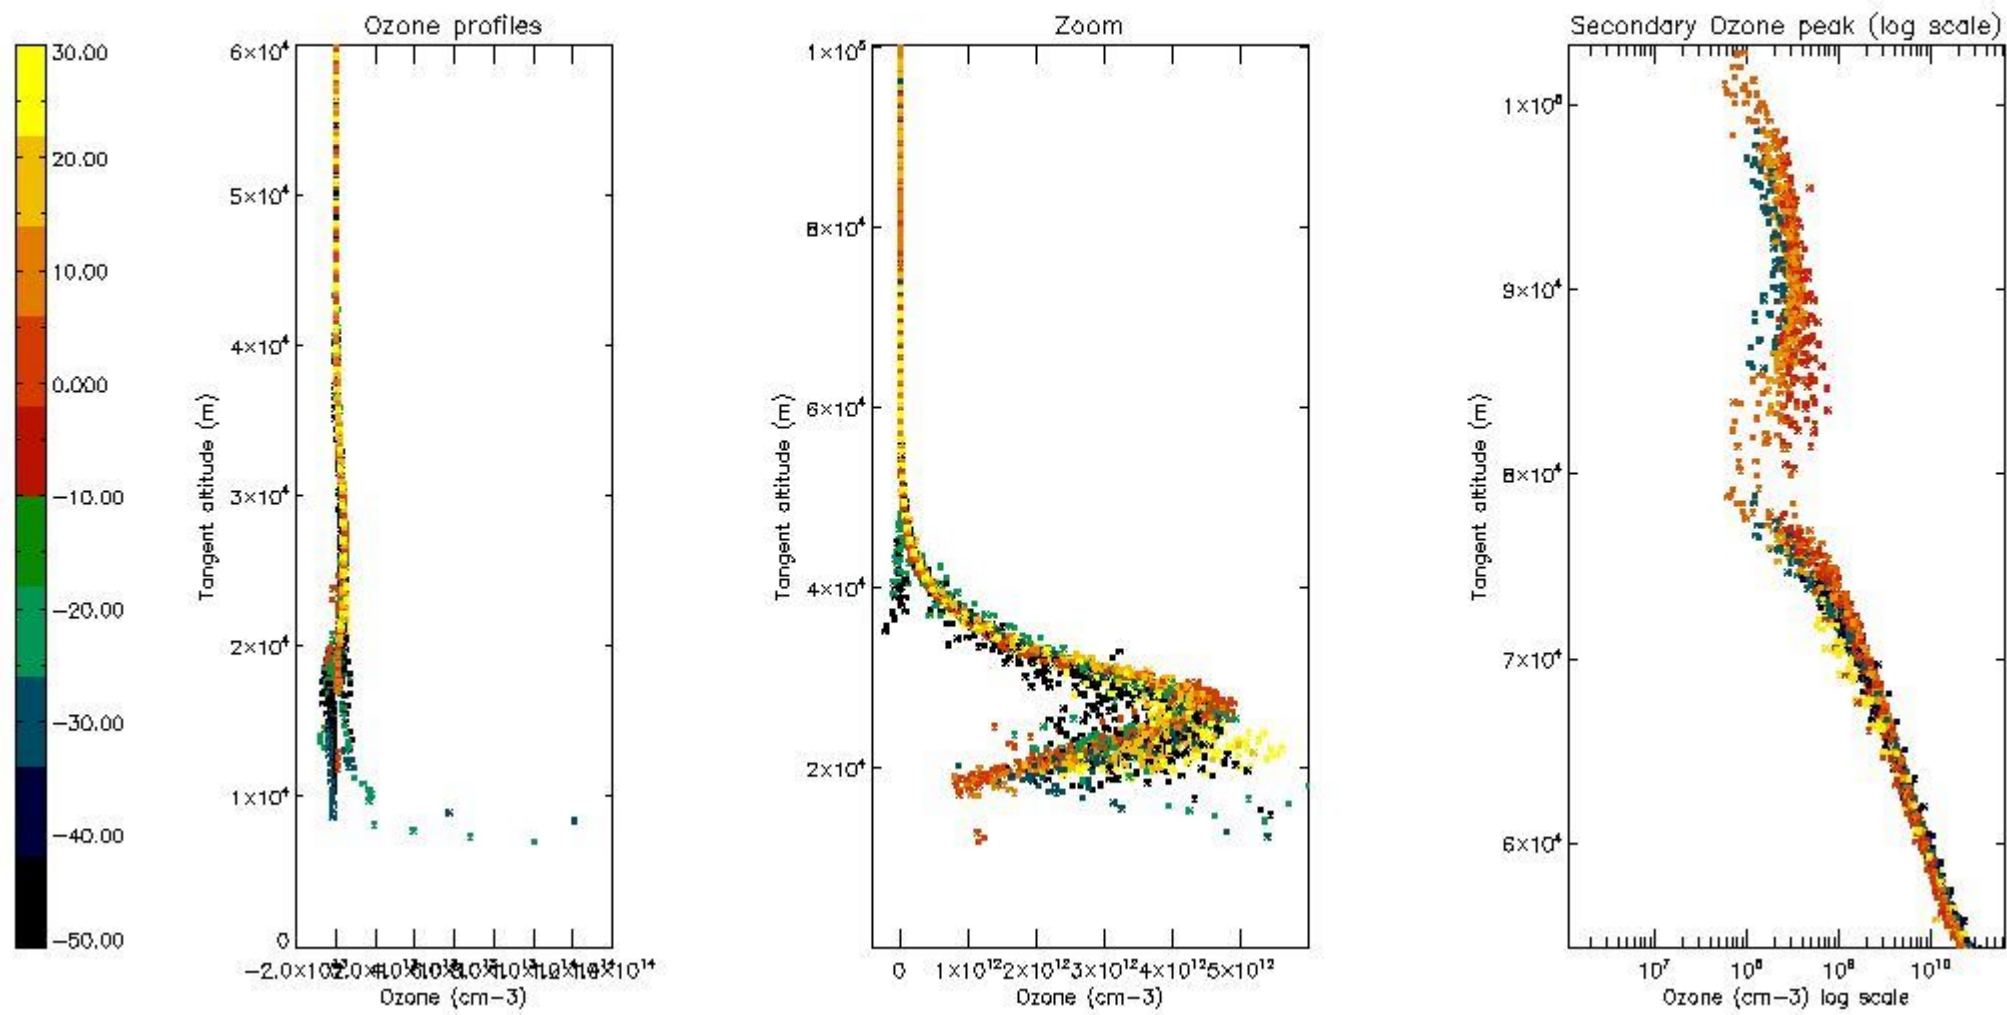 Ozone profiles
Zoom
Secondary Ozone peak (log scale)
30.00
20.00
10.00
0.000
−10.00
−20.00
−30.00
−40.00
−50.00
6×10⁴
5×10⁴
4×10⁴
3×10⁴
2×10⁴
1×10⁴
0
Tangent altitude (m)
Ozone (cm−3)
1×10⁵
8×10⁴
6×10⁴
4×10⁴
2×10⁴
Tangent altitude (m)
0 1×10¹² 2×10¹² 3×10¹² 4×10¹² 5×10¹²
Ozone (cm−3)
1×10⁵
9×10⁴
8×10⁴
7×10⁴
6×10⁴
Tangent altitude (m)
10⁷ 10⁸ 10⁹ 10¹⁰
Ozone (cm−3) log scale